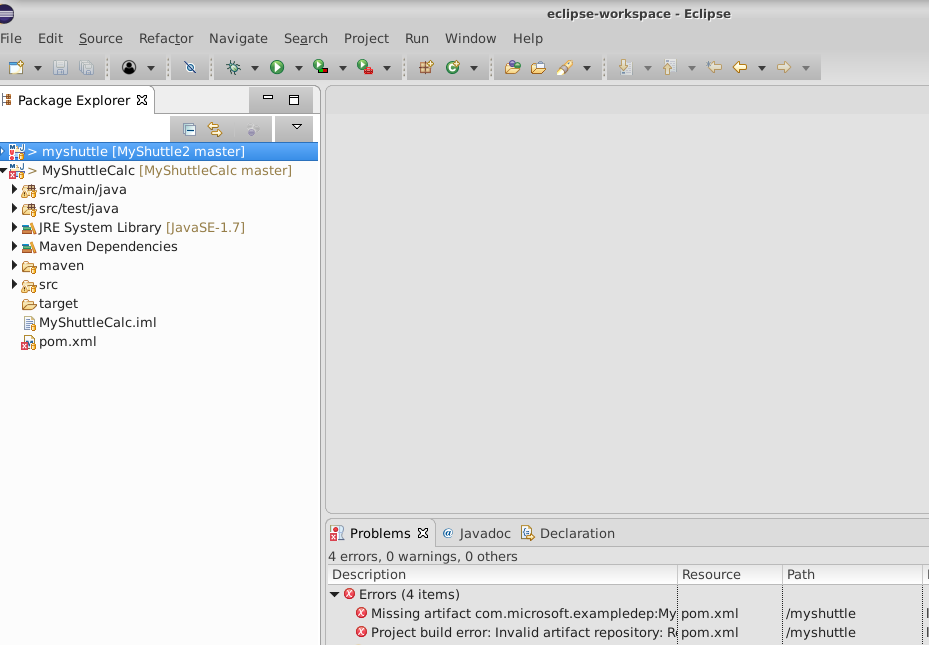 eclipse-workspace - Eclipse
File Edit Source Refactor Navigate Search Project Run Window Help
Package Explorer
> myshuttle [MyShuttle2 master]
> MyShuttleCalc [MyShuttleCalc master]
src/main/java
src/test/java
JRE System Library [JavaSE-1.7]
Maven Dependencies
maven
src
target
MyShuttleCalc.iml
pom.xml
Problems @ Javadoc Declaration
4 errors, 0 warnings, 0 others
Description Resource Path
Errors (4 items)
Missing artifact com.microsoft.exampledep:My pom.xml /myshuttle
Project build error: Invalid artifact repository: R pom.xml /myshuttle